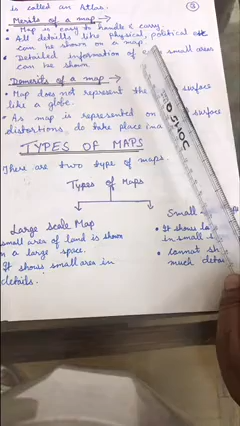 is called an Atlas.
Merits of a map →
• Map is easy to handle & carry.
• All details like physical, political etc
can be shown on a map.
• Detailed information of small areas
can be shown.
Demerits of a map →
• Map does not represent the surface
like a globe.
• As map is represented on surface
distortions do take place in a
TYPES OF MAPS
There are two type of maps.
Types of Maps
Large Scale Map
small area of land is shown
in a large space.
It shows small area in
details.
Small-
• It shows
in small
• cannot sh
much detai